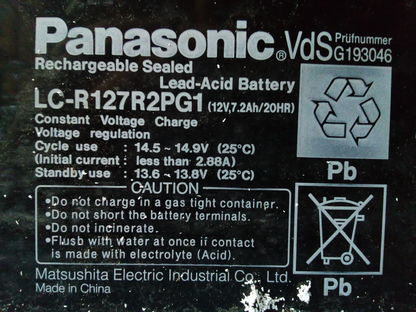 Panasonic® VdS Prüfnummer
G193046
Rechargeable Sealed
Lead-Acid Battery
LC-R127R2PG1 (12V,7.2Ah/20HR)
Constant Voltage Charge
Voltage regulation
Cycle use : 14.5~14.9V (25°C)
(Initial current : less than 2.88A)
Standby use : 13.6~13.8V (25°C)
Pb
CAUTION
•Do not charge in a gas tight container.
•Do not short the battery terminals.
•Do not incinerate.
•Flush with water at once if contact
is made with electrolyte (Acid).
Pb
Matsushita Electric Industrial Co., Ltd.
Made in China